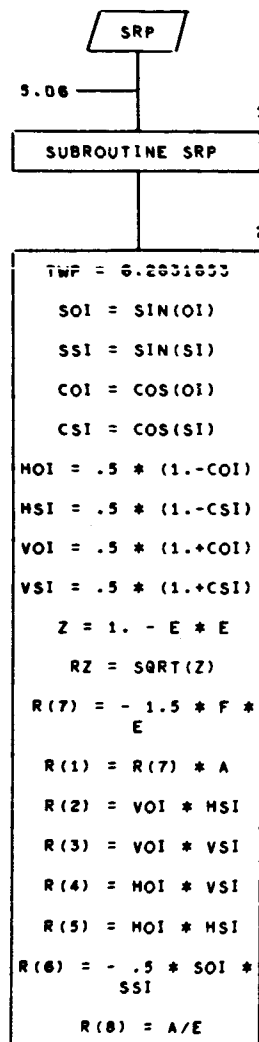 SRP
5.06
SUBROUTINE SRP
TWP = 6.2831853
SOI = SIN(OI)
SSI = SIN(SI)
COI = COS(OI)
CSI = COS(SI)
HOI = .5 * (1.-COI)
HSI = .5 * (1.-CSI)
VOI = .5 * (1.+COI)
VSI = .5 * (1.+CSI)
Z = 1. - E * E
RZ = SQRT(Z)
R(7) = - 1.5 * F *
E
R(1) = R(7) * A
R(2) = VOI * HSI
R(3) = VOI * VSI
R(4) = HOI * VSI
R(5) = HOI * HSI
R(6) = - .5 * SOI *
SSI
R(8) = A/E